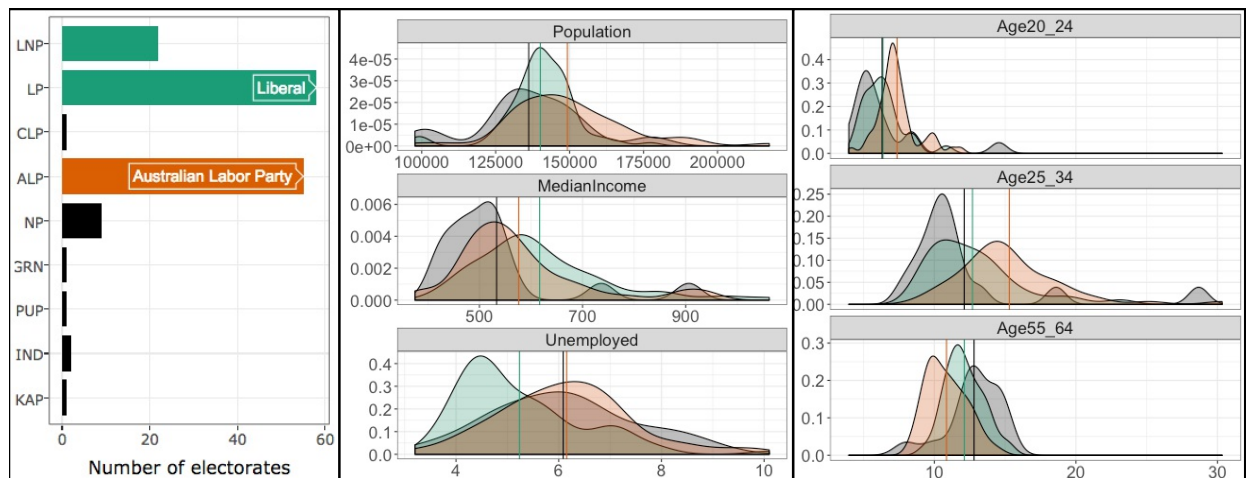 LNP
LP
Liberal
CLP
ALP
Australian Labor Party
NP
GRN
PUP
IND
KAP
0 20 40 60
Number of electorates
Population
4e-05
3e-05
2e-05
1e-05
0e+00
100000 125000 150000 175000 200000
MedianIncome
0.006
0.004
0.002
0.000
500 700 900
Unemployed
0.4
0.3
0.2
0.1
0.0
4 6 8 10
Age20_24
0.4
0.3
0.2
0.1
0.0
Age25_34
0.25
0.20
0.15
0.10
0.05
0.00
Age55_64
0.3
0.2
0.1
0.0
10 20 30